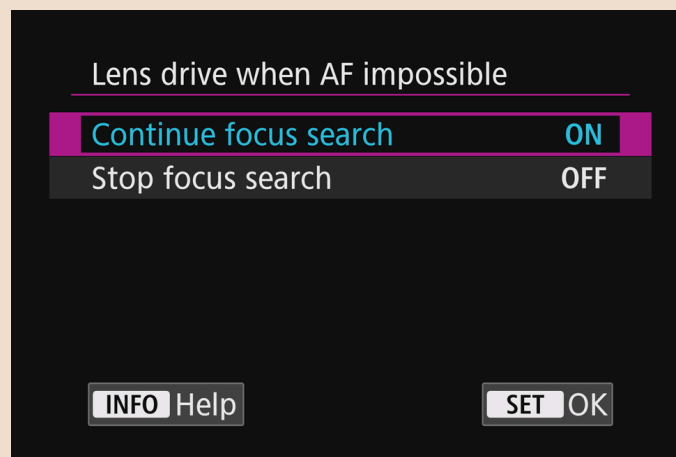 Lens drive when AF impossible
Continue focus search ON
Stop focus search OFF
INFO Help SET OK